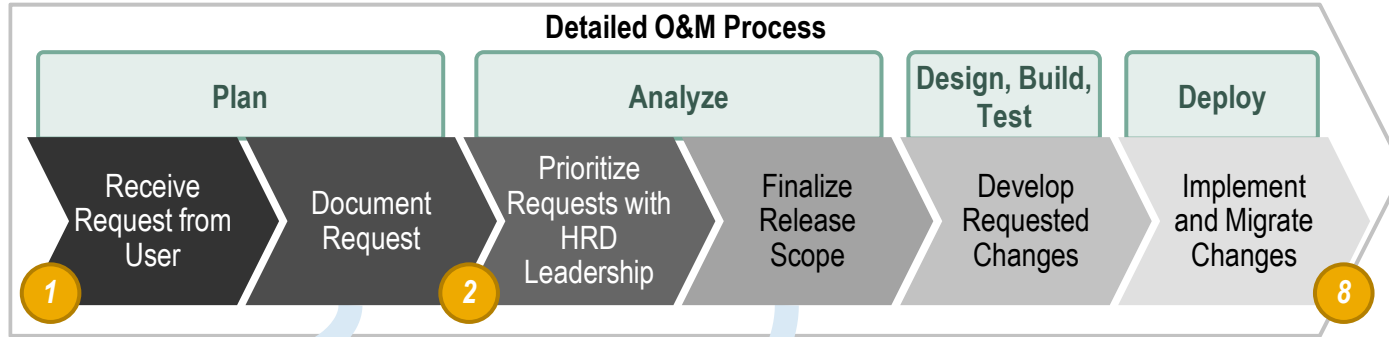 Detailed O&M Process
Plan
Analyze
Design, Build,
Test
Deploy
Receive
Request from
User
Document
Request
Prioritize
Requests with
HRD
Leadership
Finalize
Release
Scope
Develop
Requested
Changes
Implement
and Migrate
Changes
1
2
8